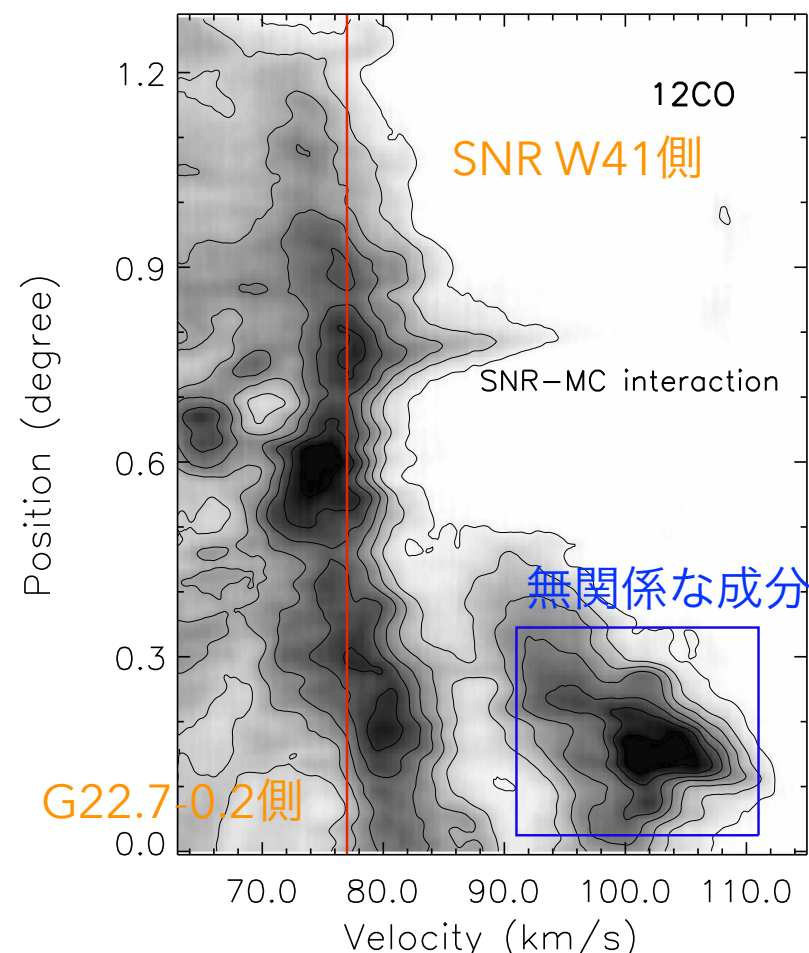 12CO
SNR W41側
SNR-MC interaction
無関係な成分
G22.7-0.2側
Position (degree)
1.2
0.9
0.6
0.3
0.0
70.0 80.0 90.0 100.0 110.0
Velocity (km/s)